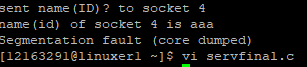 sent name(ID)? to socket 4
name(id) of socket 4 is aaa
Segmentation fault (core dumped)
[12163291@linuxer1 ~]$ vi servfinal.c